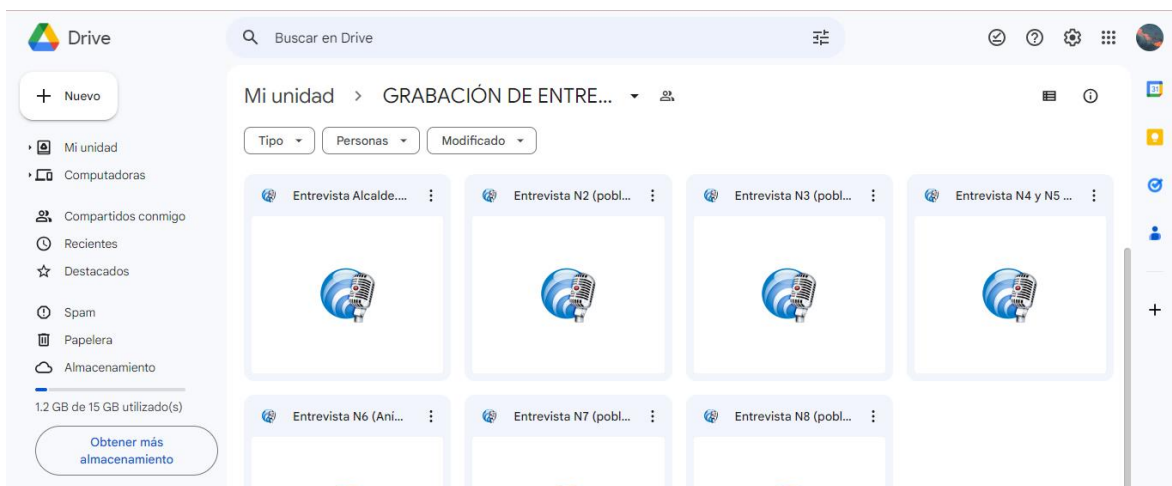 Drive
Buscar en Drive
Nuevo
Mi unidad > GRABACIÓN DE ENTRE...
Tipo
Personas
Modificado
Mi unidad
Computadoras
Compartidos conmigo
Recientes
Destacados
Spam
Papelera
Almacenamiento
1.2 GB de 15 GB utilizado(s)
Obtener más
almacenamiento
Entrevista Alcalde....
Entrevista N2 (pobl...
Entrevista N3 (pobl...
Entrevista N4 y N5 ...
Entrevista N6 (Aní...
Entrevista N7 (pobl...
Entrevista N8 (pobl...
31